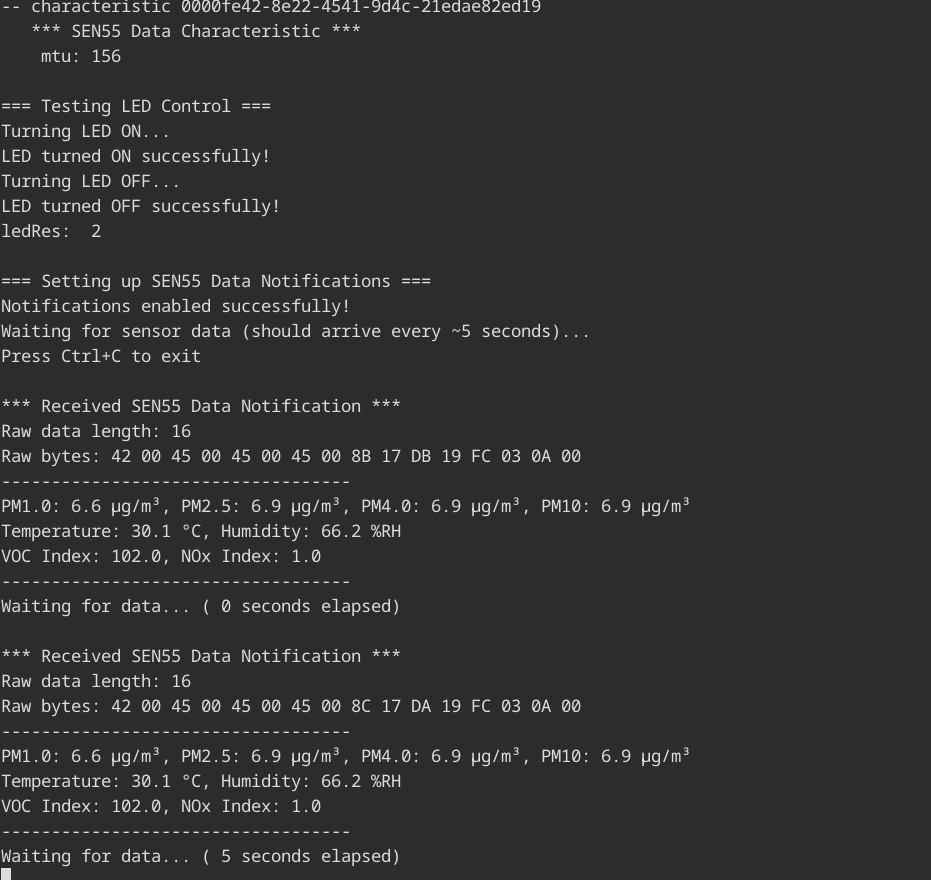 -- characteristic 0000fe42-8e22-4541-9d4c-21edae82ed19
   *** SEN55 Data Characteristic ***
    mtu: 156

=== Testing LED Control ===
Turning LED ON...
LED turned ON successfully!
Turning LED OFF...
LED turned OFF successfully!
ledRes:  2

=== Setting up SEN55 Data Notifications ===
Notifications enabled successfully!
Waiting for sensor data (should arrive every ~5 seconds)...
Press Ctrl+C to exit

*** Received SEN55 Data Notification ***
Raw data length: 16
Raw bytes: 42 00 45 00 45 00 45 00 8B 17 DB 19 FC 03 0A 00
-----------------------------------
PM1.0: 6.6 µg/m³, PM2.5: 6.9 µg/m³, PM4.0: 6.9 µg/m³, PM10: 6.9 µg/m³
Temperature: 30.1 °C, Humidity: 66.2 %RH
VOC Index: 102.0, NOx Index: 1.0
-----------------------------------
Waiting for data... ( 0 seconds elapsed)

*** Received SEN55 Data Notification ***
Raw data length: 16
Raw bytes: 42 00 45 00 45 00 45 00 8C 17 DA 19 FC 03 0A 00
-----------------------------------
PM1.0: 6.6 µg/m³, PM2.5: 6.9 µg/m³, PM4.0: 6.9 µg/m³, PM10: 6.9 µg/m³
Temperature: 30.1 °C, Humidity: 66.2 %RH
VOC Index: 102.0, NOx Index: 1.0
-----------------------------------
Waiting for data... ( 5 seconds elapsed)